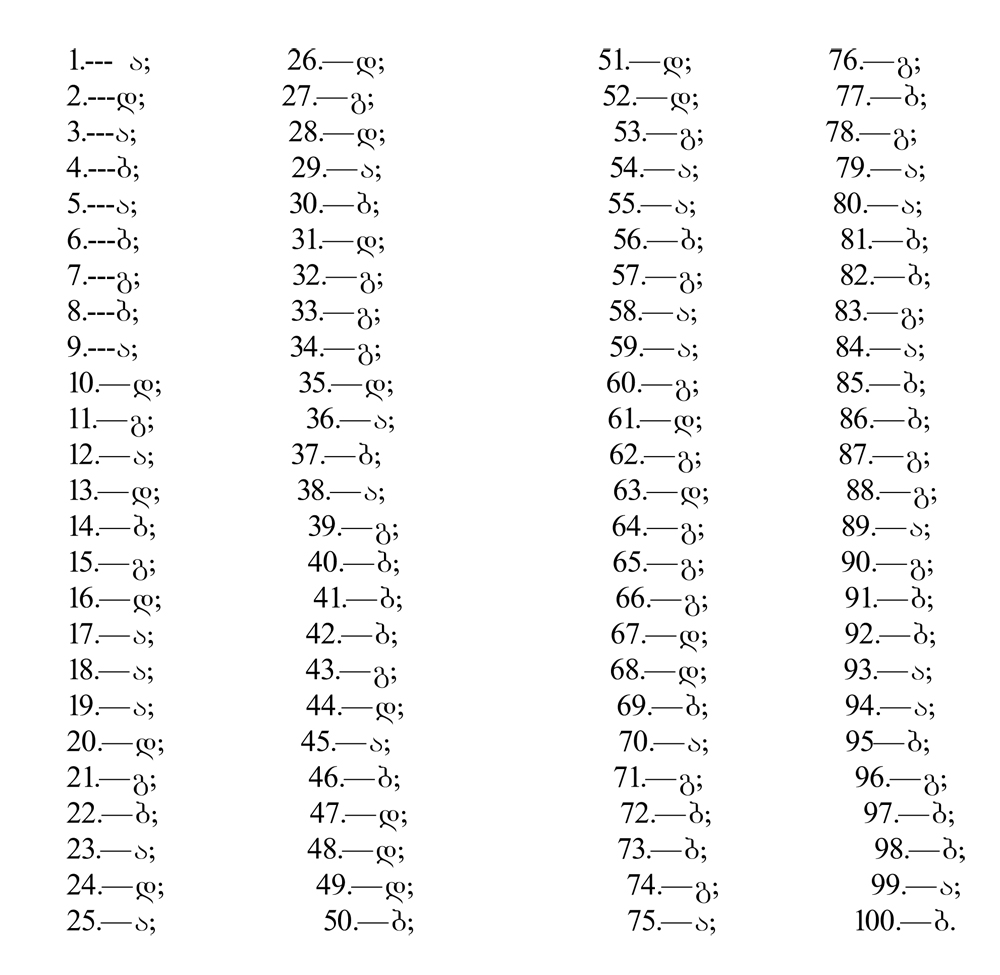 1.--- ა;
2.---დ;
3.---ა;
4.---ბ;
5.---ა;
6.---ბ;
7.---გ;
8.---ბ;
9.---ა;
10.—დ;
11.—გ;
12.—ა;
13.—დ;
14.—ბ;
15.—გ;
16.—დ;
17.—ა;
18.—ა;
19.—ა;
20.—დ;
21.—გ;
22.—ბ;
23.—ა;
24.—დ;
25.—ა;
26.—დ;
27.—გ;
28.—დ;
29.—ა;
30.—ბ;
31.—დ;
32.—გ;
33.—გ;
34.—გ;
35.—დ;
36.—ა;
37.—ბ;
38.—ა;
39.—გ;
40.—ბ;
41.—ბ;
42.—ბ;
43.—გ;
44.—დ;
45.—ა;
46.—ბ;
47.—დ;
48.—დ;
49.—დ;
50.—ბ;
51.—დ;
52.—დ;
53.—გ;
54.—ა;
55.—ა;
56.—ბ;
57.—გ;
58.—ა;
59.—ა;
60.—გ;
61.—დ;
62.—გ;
63.—დ;
64.—გ;
65.—გ;
66.—გ;
67.—დ;
68.—დ;
69.—ბ;
70.—ა;
71.—გ;
72.—ბ;
73.—ბ;
74.—გ;
75.—ა;
76.—გ;
77.—ბ;
78.—გ;
79.—ა;
80.—ა;
81.—ბ;
82.—ბ;
83.—გ;
84.—ა;
85.—ბ;
86.—ბ;
87.—გ;
88.—გ;
89.—ა;
90.—გ;
91.—ბ;
92.—ბ;
93.—ა;
94.—ა;
95—ბ;
96.—გ;
97.—ბ;
98.—ბ;
99.—ა;
100.—ბ.